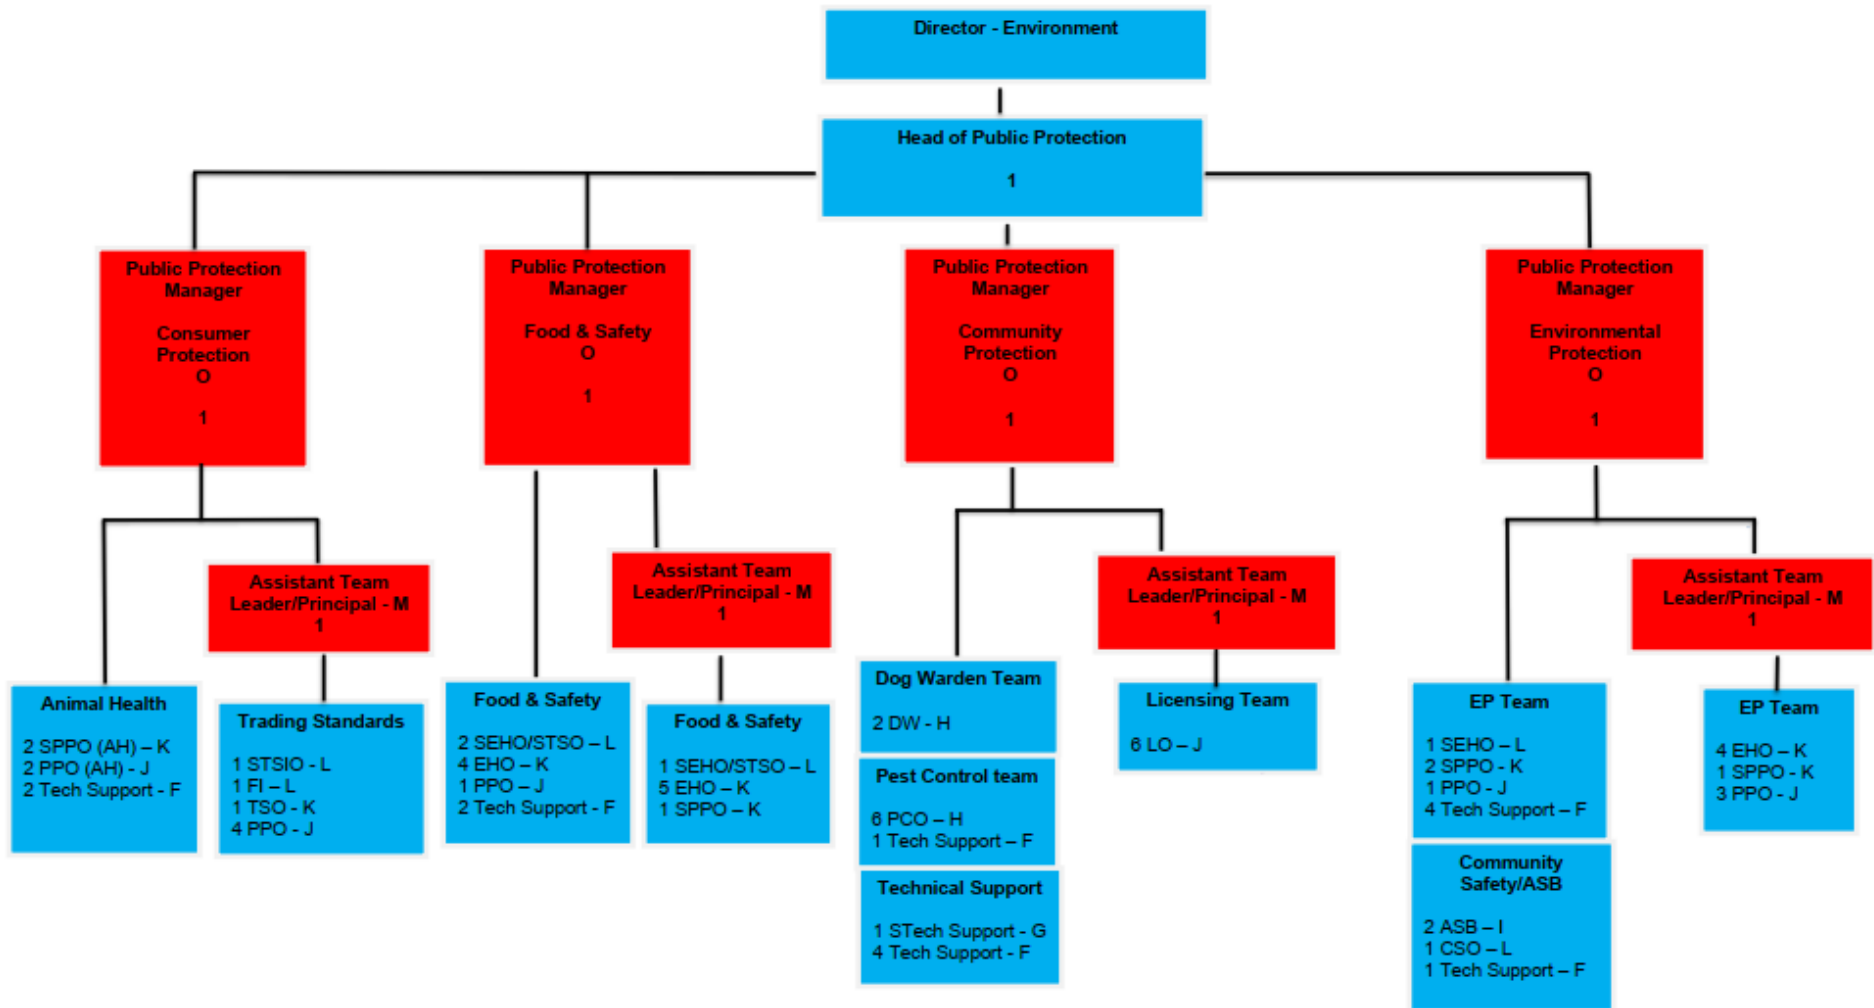 Director - Environment
Head of Public Protection
1
Public Protection
Manager
Consumer
Protection
O
1
Public Protection
Manager
Food & Safety
O
1
Public Protection
Manager
Community
Protection
O
1
Public Protection
Manager
Environmental
Protection
O
1
Assistant Team
Leader/Principal - M
1
Assistant Team
Leader/Principal - M
1
Assistant Team
Leader/Principal - M
1
Assistant Team
Leader/Principal - M
1
Animal Health
2 SPPO (AH) – K
2 PPO (AH) - J
2 Tech Support - F
Trading Standards
1 STSIO - L
1 FI – L
1 TSO - K
4 PPO - J
Food & Safety
2 SEHO/STSO – L
4 EHO – K
1 PPO – J
2 Tech Support - F
Food & Safety
1 SEHO/STSO – L
5 EHO – K
1 SPPO – K
Dog Warden Team
2 DW - H
Pest Control team
6 PCO – H
1 Tech Support – F
Technical Support
1 STech Support - G
4 Tech Support - F
Licensing Team
6 LO – J
EP Team
1 SEHO – L
2 SPPO - K
1 PPO - J
4 Tech Support – F
Community
Safety/ASB
2 ASB – I
1 CSO – L
1 Tech Support – F
EP Team
4 EHO – K
1 SPPO - K
3 PPO – J